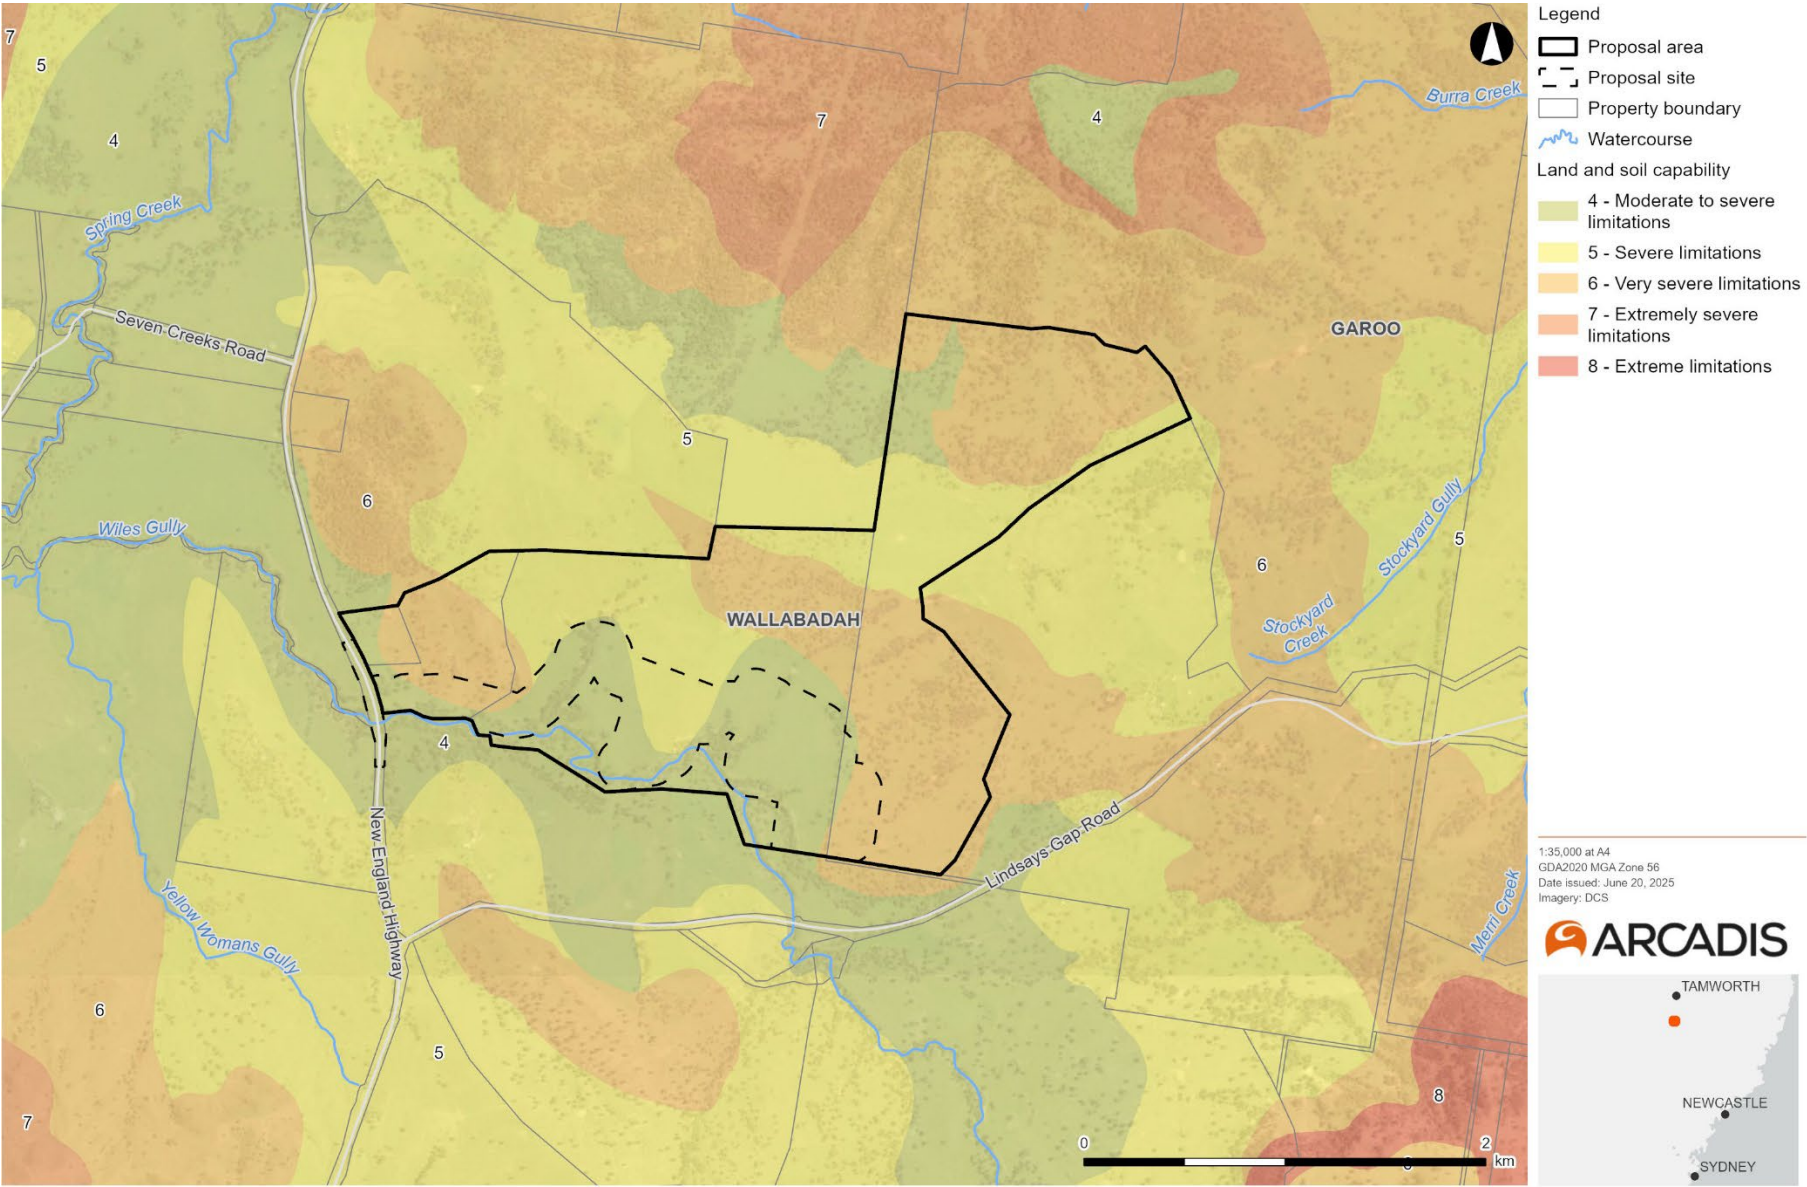 7
5
4
7
4
Burra Creek
Spring Creek
Seven Creeks Road
GAROO
5
6
Wiles Gully
Stockyard Gully
5
6
Stockyard
Creek
WALLABADAH
4
New England Highway
Lindsays Gap Road
Yellow Womans Gully
Merri Creek
6
5
7
8
0
2
km
Legend
Proposal area
Proposal site
Property boundary
Watercourse
Land and soil capability
4 - Moderate to severe
limitations
5 - Severe limitations
6 - Very severe limitations
7 - Extremely severe
limitations
8 - Extreme limitations
1:35,000 at A4
GDA2020 MGA Zone 56
Date issued: June 20, 2025
Imagery: DCS
ARCADIS
TAMWORTH
NEWCASTLE
SYDNEY